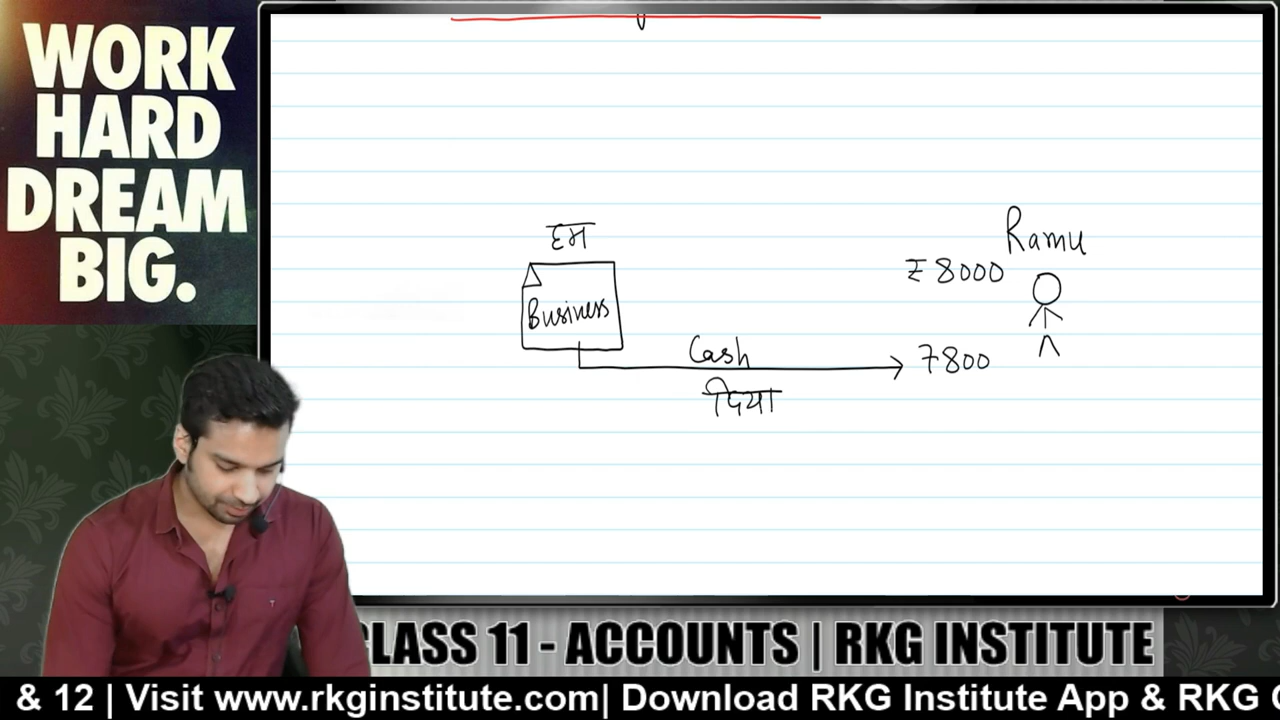 WORK
HARD
DREAM
BIG.
हम
Business
Cash
दिया
Ramu
₹ 8000
7800
CLASS 11 - ACCOUNTS | RKG INSTITUTE
& 12 | Visit www.rkginstitute.com| Download RKG Institute App & RKG